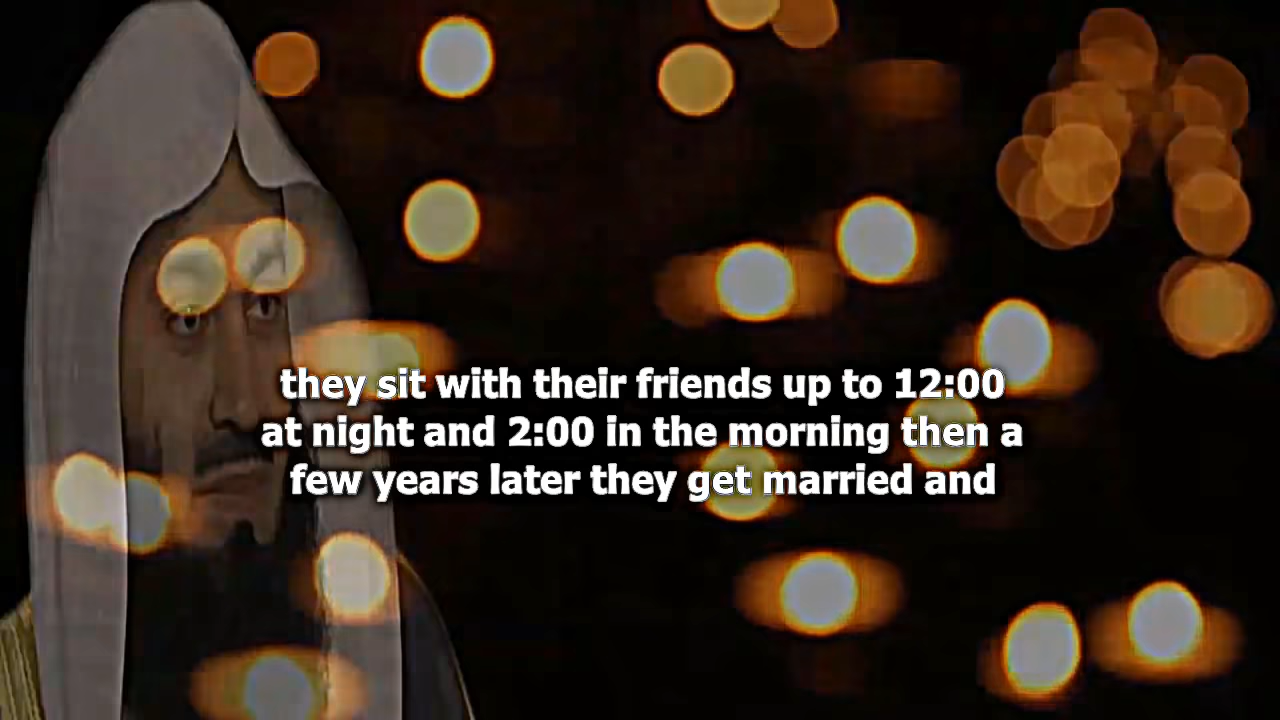 they sit with their friends up to 12:00
at night and 2:00 in the morning then a
few years later they get married and